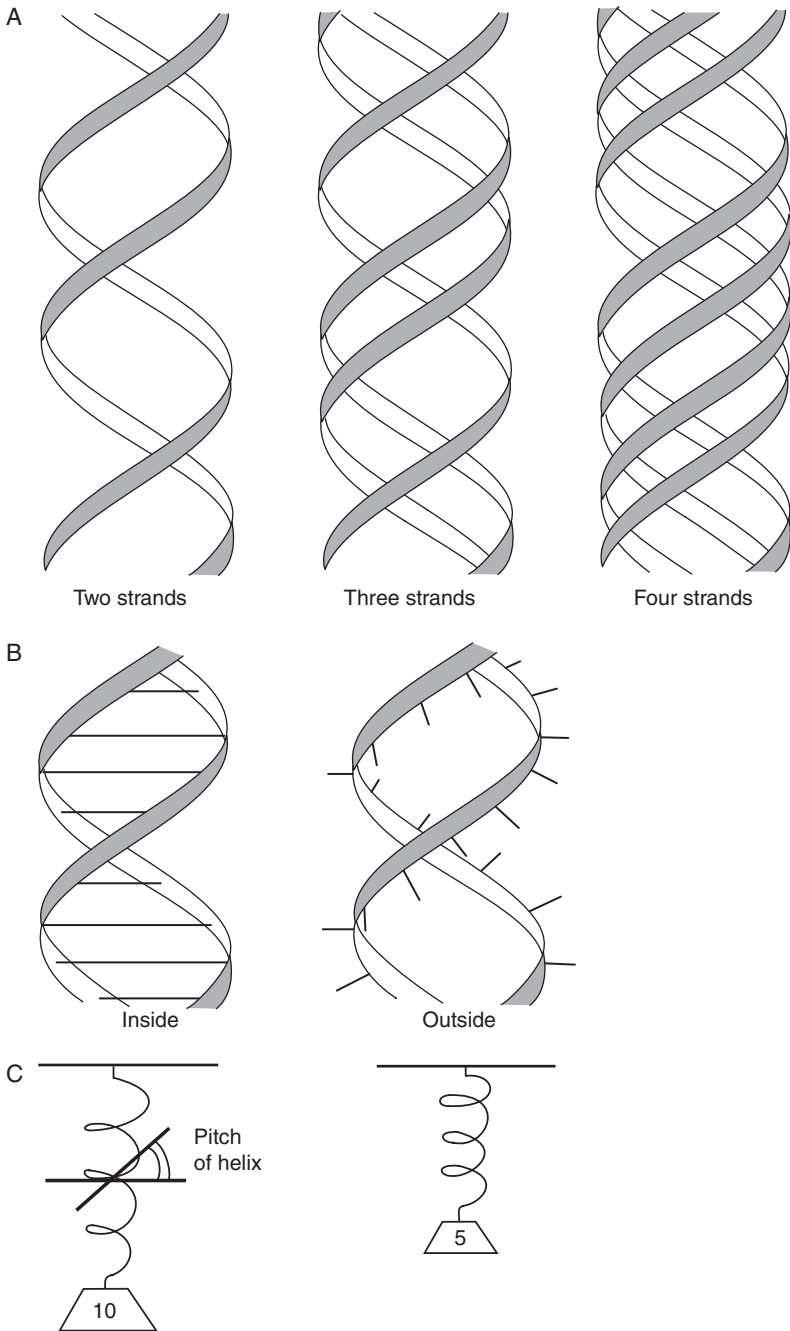 A
Two strands
Three strands
Four strands
B
Inside
Outside
C
Pitch
of helix
10
5